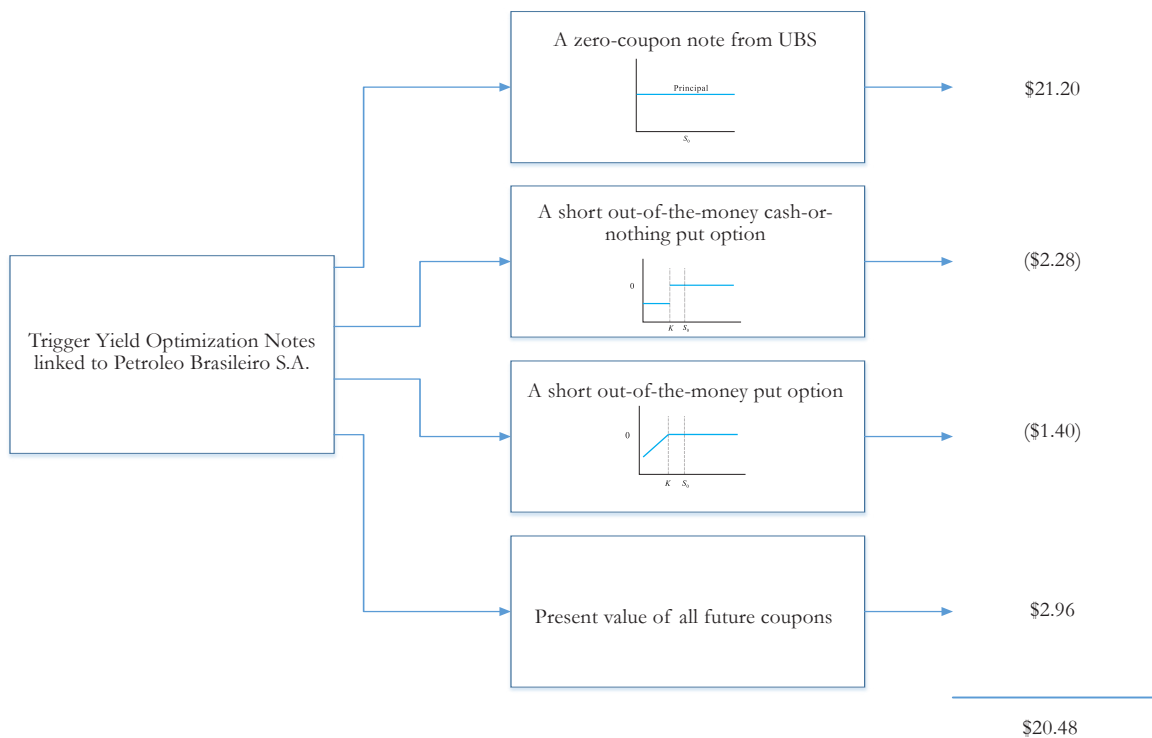 A zero-coupon note from UBS
Principal
S₀
$21.20
A short out-of-the-money cash-or-
nothing put option
0
K S₀
($2.28)
Trigger Yield Optimization Notes
linked to Petroleo Brasileiro S.A.
A short out-of-the-money put option
0
K S₀
($1.40)
Present value of all future coupons
$2.96
$20.48